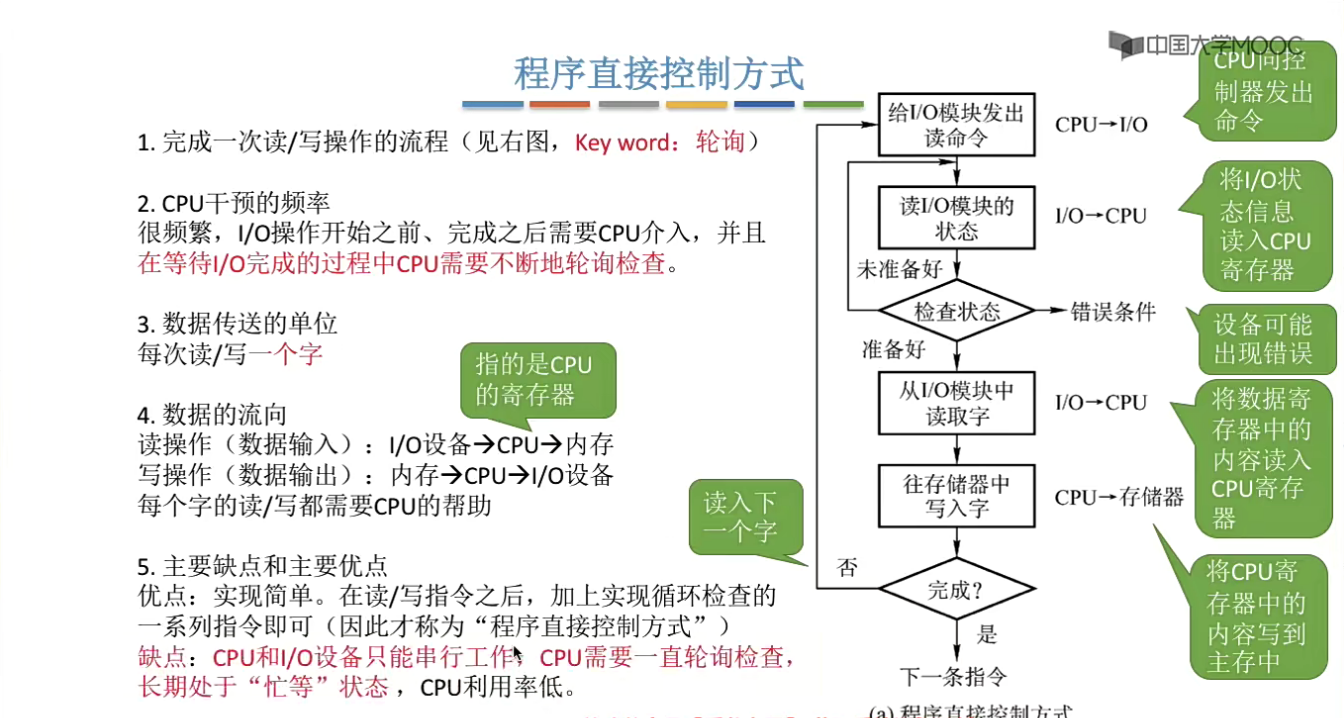 中国大学MOOC
程序直接控制方式
1. 完成一次读/写操作的流程（见右图，Key word：轮询）
2. CPU干预的频率
很频繁，I/O操作开始之前、完成之后需要CPU介入，并且
在等待I/O完成的过程中CPU需要不断地轮询检查。
3. 数据传送的单位
每次读/写一个字
指的是CPU
的寄存器
4. 数据的流向
读操作（数据输入）：I/O设备→CPU→内存
写操作（数据输出）：内存→CPU→I/O设备
每个字的读/写都需要CPU的帮助
5. 主要缺点和主要优点
优点：实现简单。在读/写指令之后，加上实现循环检查的
一系列指令即可（因此才称为“程序直接控制方式”）
缺点：CPU和I/O设备只能串行工作，CPU需要一直轮询检查，
长期处于“忙等”状态，CPU利用率低。
给I/O模块发出
读命令
CPU→I/O
CPU向控
制器发出
命令
读I/O模块的
状态
I/O→CPU
将I/O状
态信息
读入CPU
寄存器
未准备好
检查状态
错误条件
设备可能
出现错误
准备好
从I/O模块中
读取字
I/O→CPU
将数据寄
存器中的
内容读入
CPU寄存
器
往存储器中
写入字
CPU→存储器
将CPU寄
存器中的
内容写到
主存中
读入下
一个字
否
完成?
是
下一条指令
(a) 程序直接控制方式